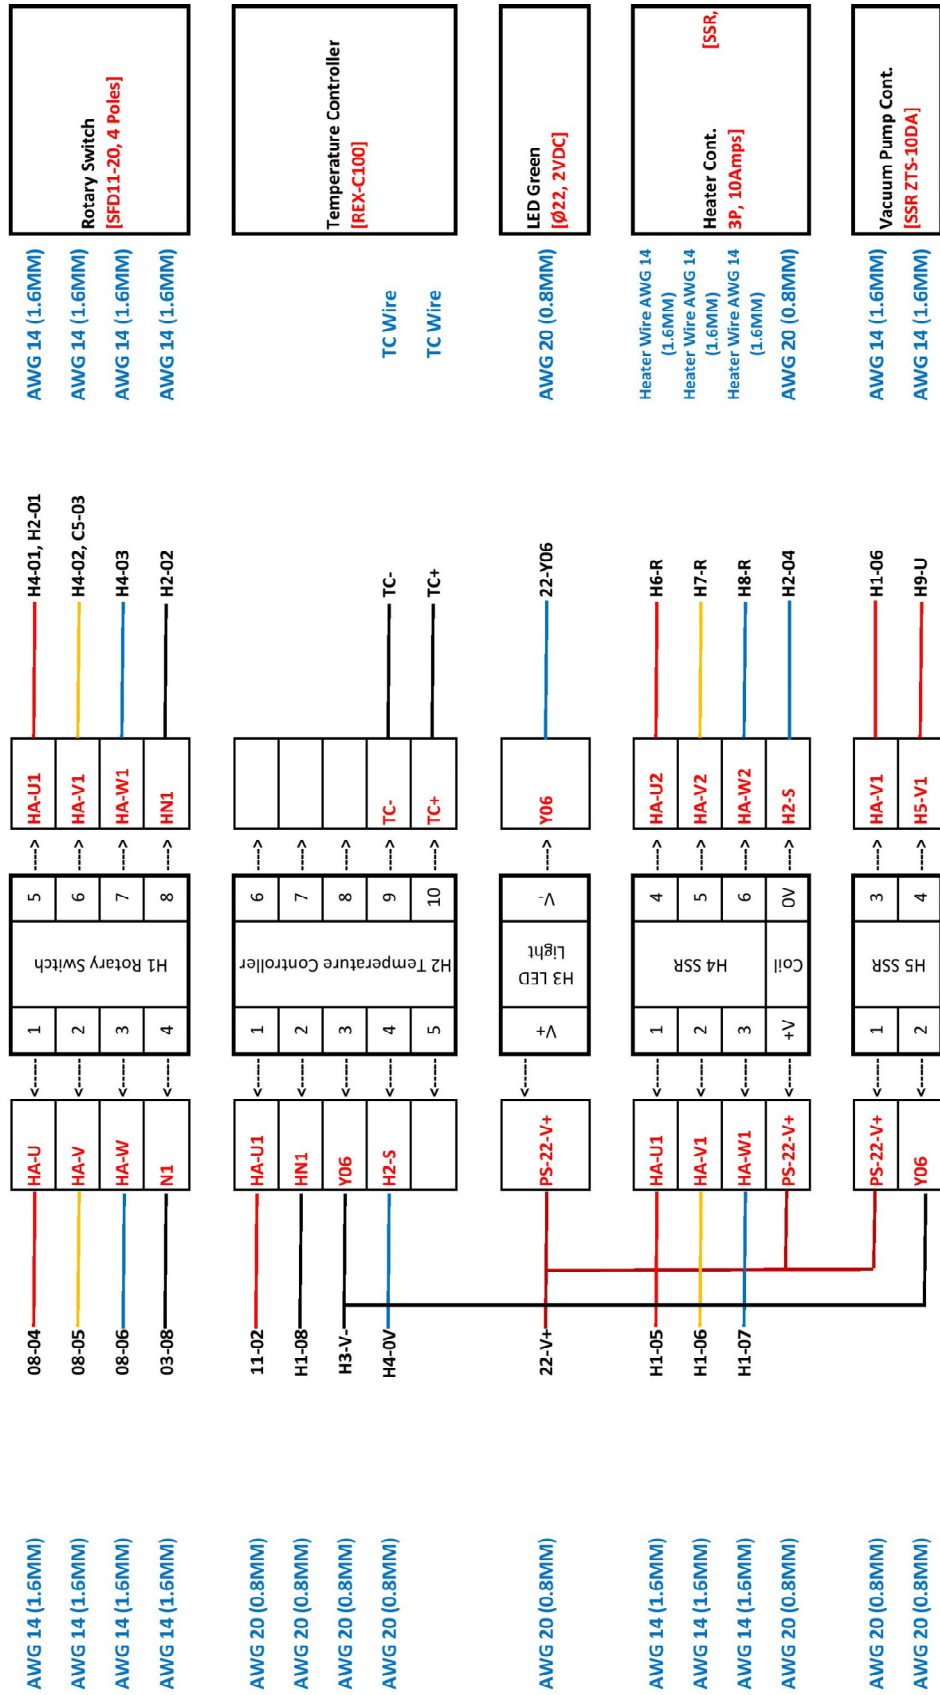 AWG 14 (1.6MM) 08-04 HA-U <---- 1 5 ----> HA-U1 H4-01, H2-01 AWG 14 (1.6MM)
AWG 14 (1.6MM) 08-05 HA-V <---- 2 6 ----> HA-V1 H4-02, C5-03 AWG 14 (1.6MM)
AWG 14 (1.6MM) 08-06 HA-W <---- 3 7 ----> HA-W1 H4-03 AWG 14 (1.6MM)
AWG 14 (1.6MM) 03-08 N1 <---- 4 8 ----> HN1 H2-02 AWG 14 (1.6MM)
H1 Rotary Switch
Rotary Switch
[SFD11-20, 4 Poles]
AWG 20 (0.8MM) 11-02 HA-U1 <---- 1 6 ---->
AWG 20 (0.8MM) H1-08 HN1 <---- 2 7 ---->
AWG 20 (0.8MM) H3-V- Y06 <---- 3 8 ---->
AWG 20 (0.8MM) H4-0V H2-S <---- 4 9 ----> TC- TC- TC Wire
<---- 5 10 ----> TC+ TC+ TC Wire
H2 Temperature Controller
Temperature Controller
[REX-C100]
AWG 20 (0.8MM) 22-V+ PS-22-V+ <---- V+ V- ----> Y06 22-Y06 AWG 20 (0.8MM)
H3 LED
Light
LED Green
[Ø22, 2VDC]
AWG 14 (1.6MM) H1-05 HA-U1 <---- 1 4 ----> HA-U2 H6-R Heater Wire AWG 14
(1.6MM)
AWG 14 (1.6MM) H1-06 HA-V1 <---- 2 5 ----> HA-V2 H7-R Heater Wire AWG 14
(1.6MM)
AWG 14 (1.6MM) H1-07 HA-W1 <---- 3 6 ----> HA-W2 H8-R Heater Wire AWG 14
(1.6MM)
AWG 20 (0.8MM) PS-22-V+ <---- +V Coil 0V ----> H2-S H2-04 AWG 20 (0.8MM)
H4 SSR
Heater Cont. [SSR,
3P, 10Amps]
AWG 20 (0.8MM) PS-22-V+ <---- 1 3 ----> HA-V1 H1-06 AWG 14 (1.6MM)
AWG 20 (0.8MM) Y06 <---- 2 4 ----> H5-V1 H9-U AWG 14 (1.6MM)
H5 SSR
Vacuum Pump Cont.
[SSR ZTS-10DA]